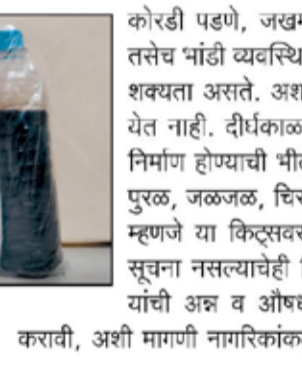 कोरडी पडणे, जखम
तसेच भांडी व्यवस्थि
शक्यता असते. अश
येत नाही. दीर्घकाळ
निर्माण होण्याची भी
पुरळ, जळजळ, चिर
म्हणजे या किट्सवर
सूचना नसल्याचेही
यांची अन्न व औषध
करावी, अशी मागणी नागरिकांक